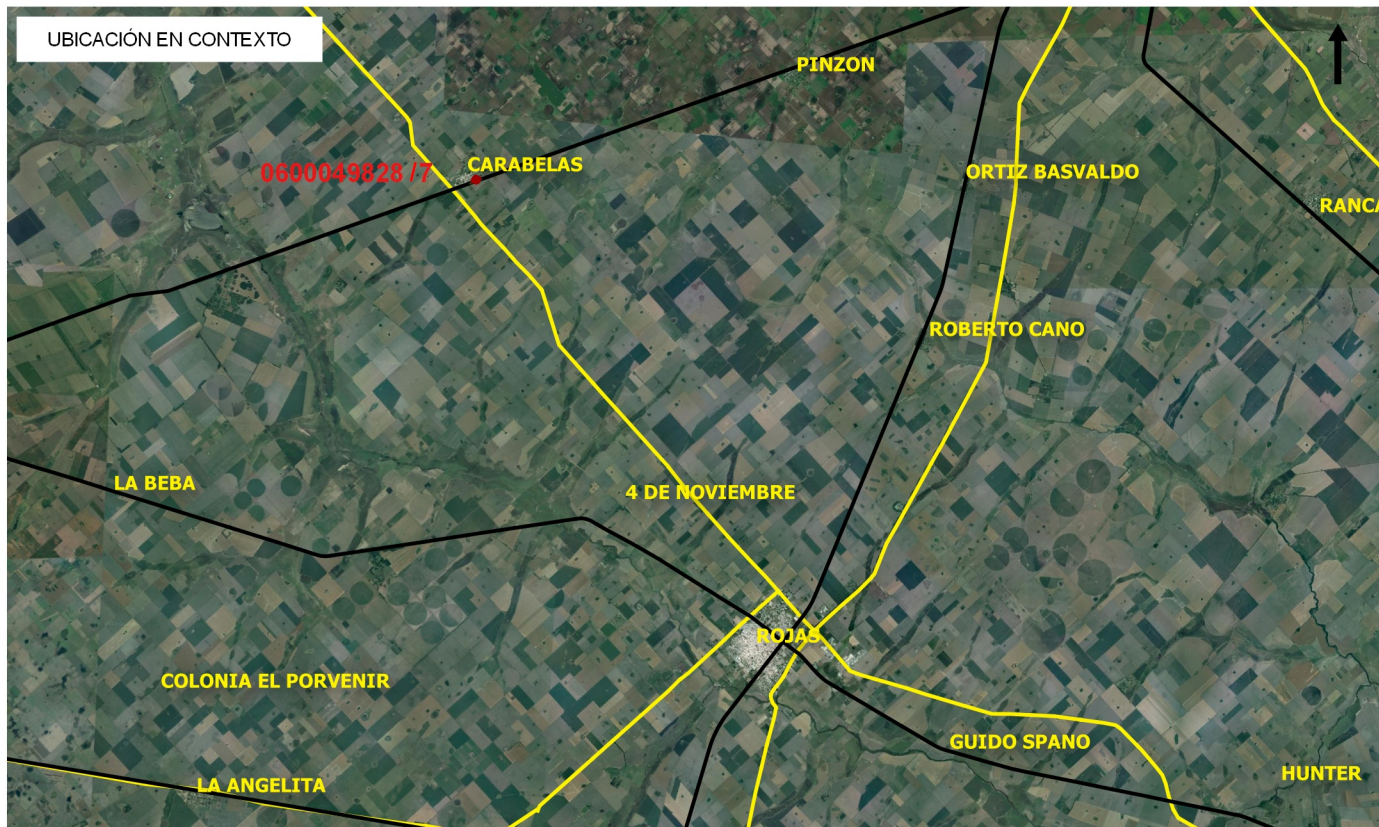 UBICACIÓN EN CONTEXTO
PINZON
CARABELAS
0600049828 /7
ORTIZ BASVALDO
RANCA
ROBERTO CANO
LA BEBA
4 DE NOVIEMBRE
ROJAS
COLONIA EL PORVENIR
GUIDO SPANO
HUNTER
LA ANGELITA